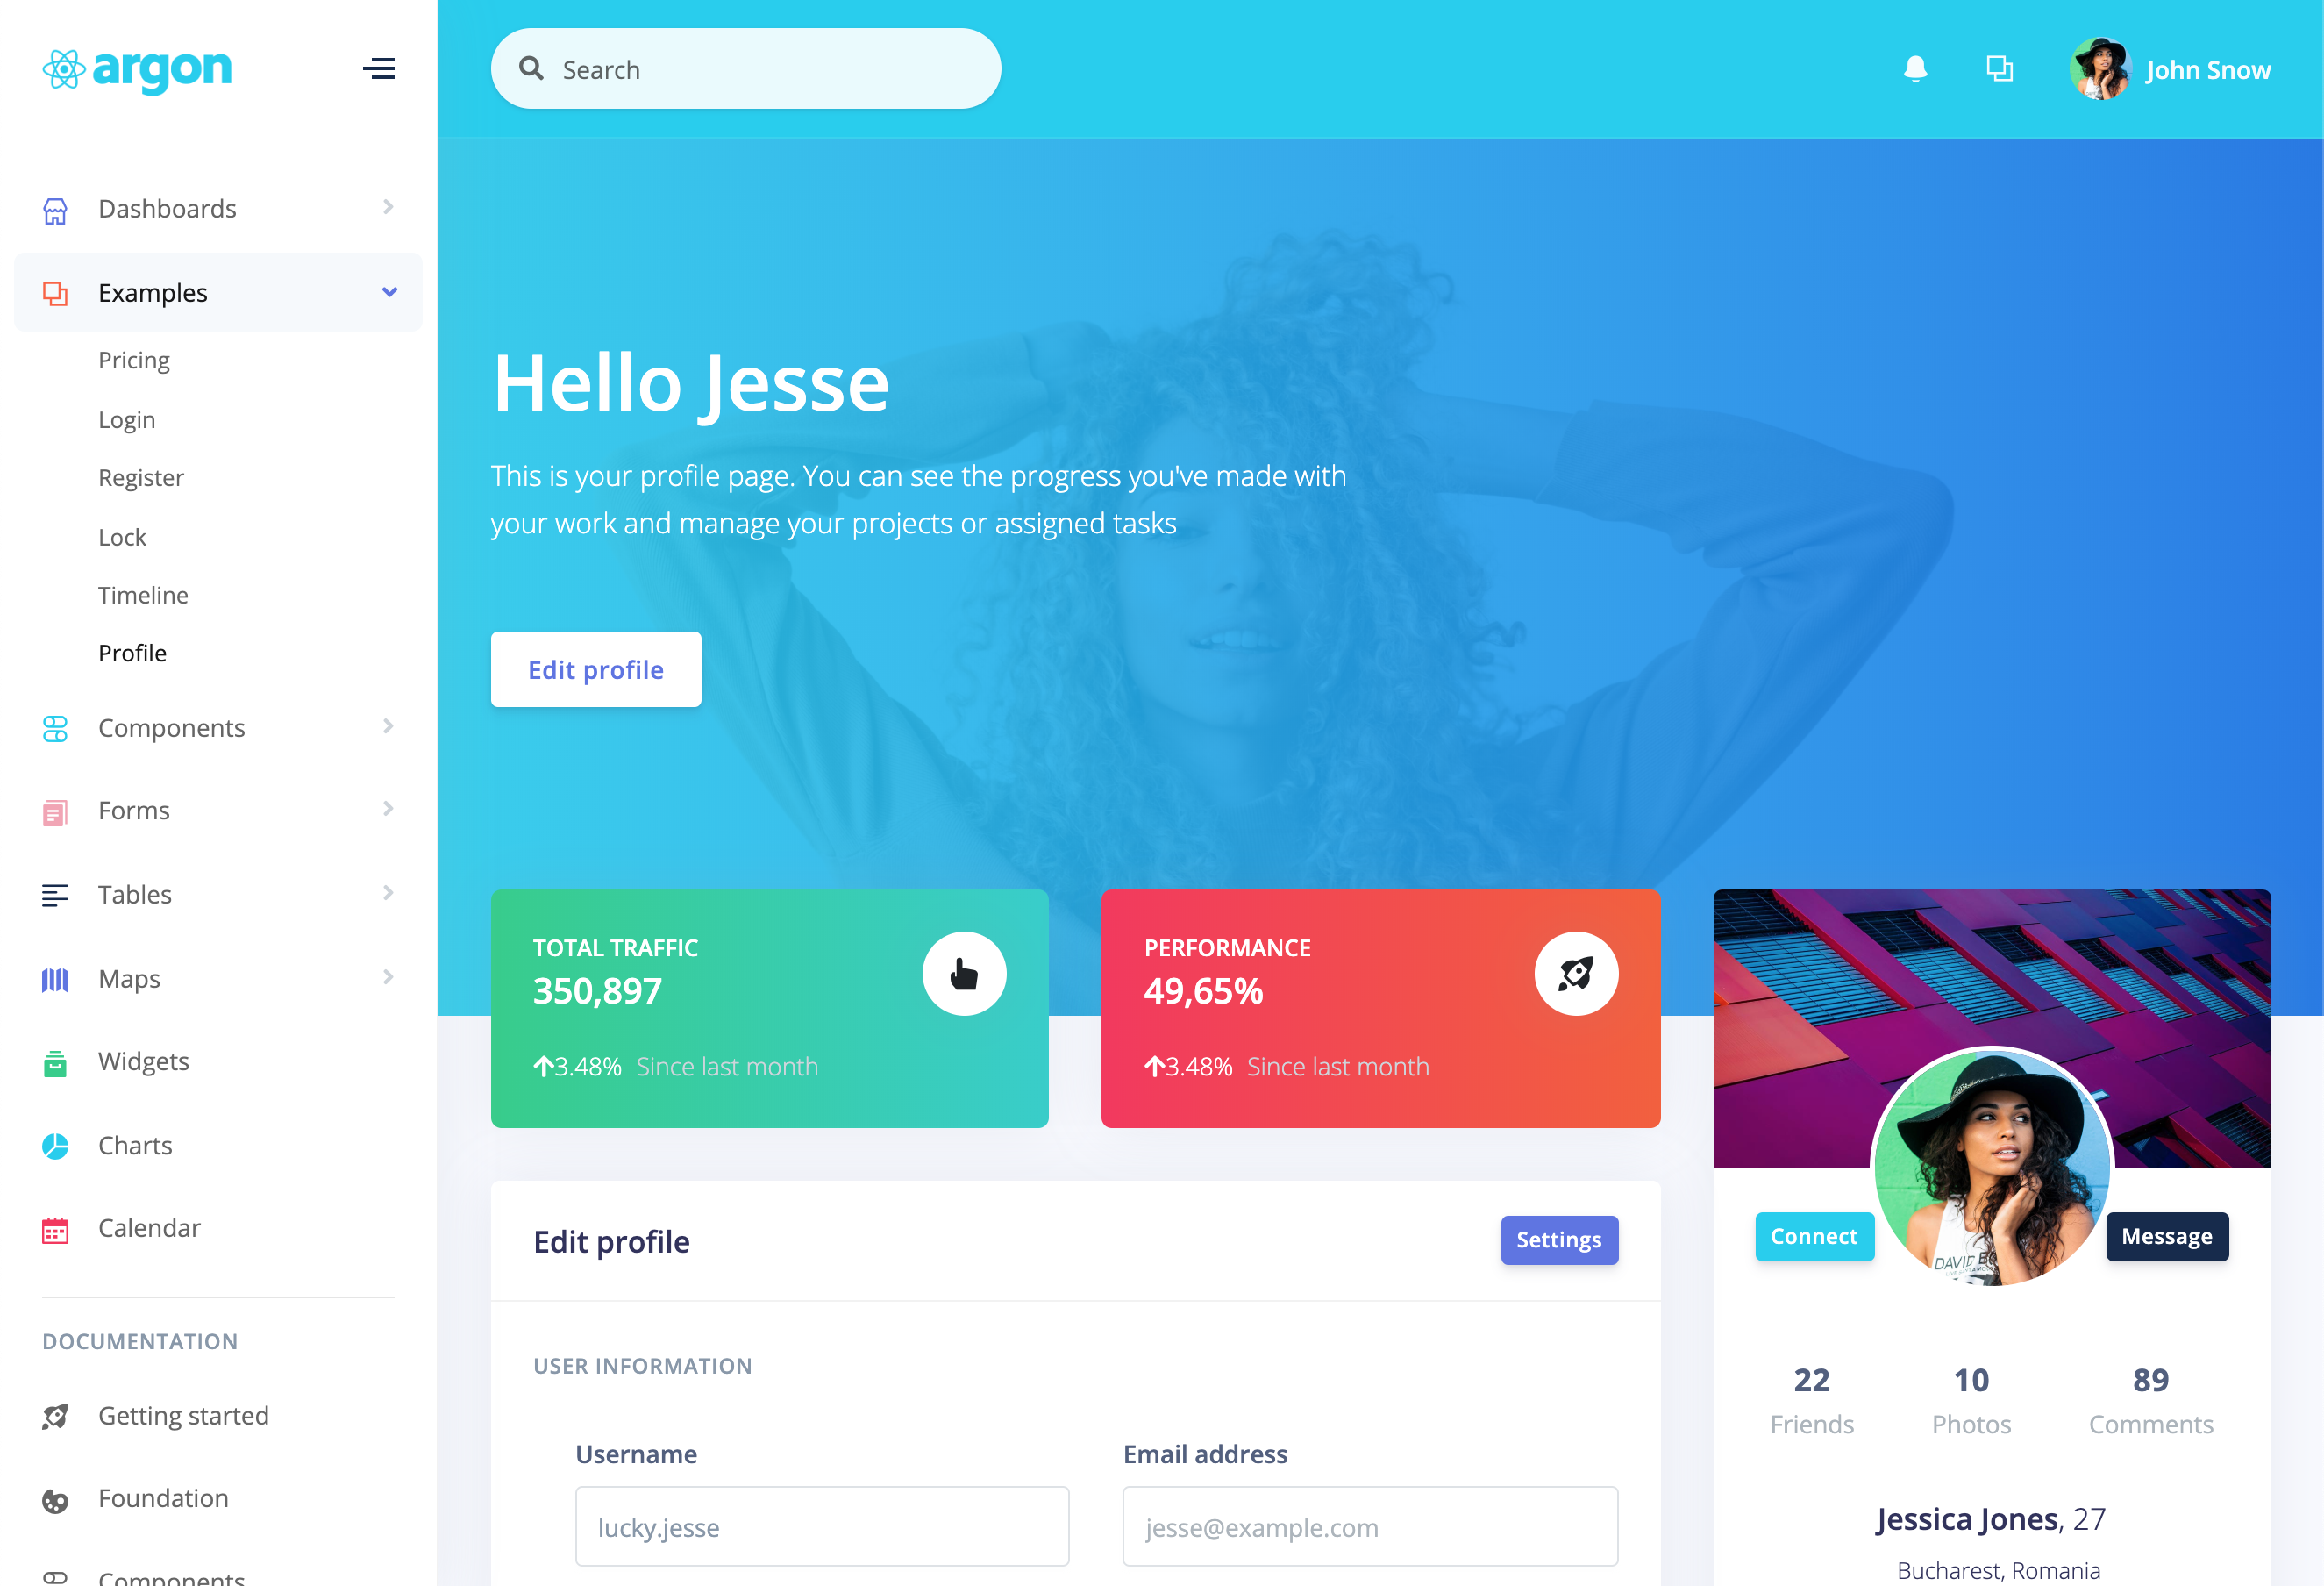 argon
Search
John Snow
Dashboards
Examples
Pricing
Login
Register
Lock
Timeline
Profile
Components
Forms
Tables
Maps
Widgets
Charts
Calendar
DOCUMENTATION
Getting started
Foundation
Components
Hello Jesse
This is your profile page. You can see the progress you've made with
your work and manage your projects or assigned tasks
Edit profile
TOTAL TRAFFIC
350,897
3.48% Since last month
PERFORMANCE
49,65%
3.48% Since last month
Edit profile
Settings
USER INFORMATION
Username
Email address
lucky.jesse
jesse@example.com
DAVID
Connect
Message
22
Friends
10
Photos
89
Comments
Jessica Jones, 27
Bucharest, Romania